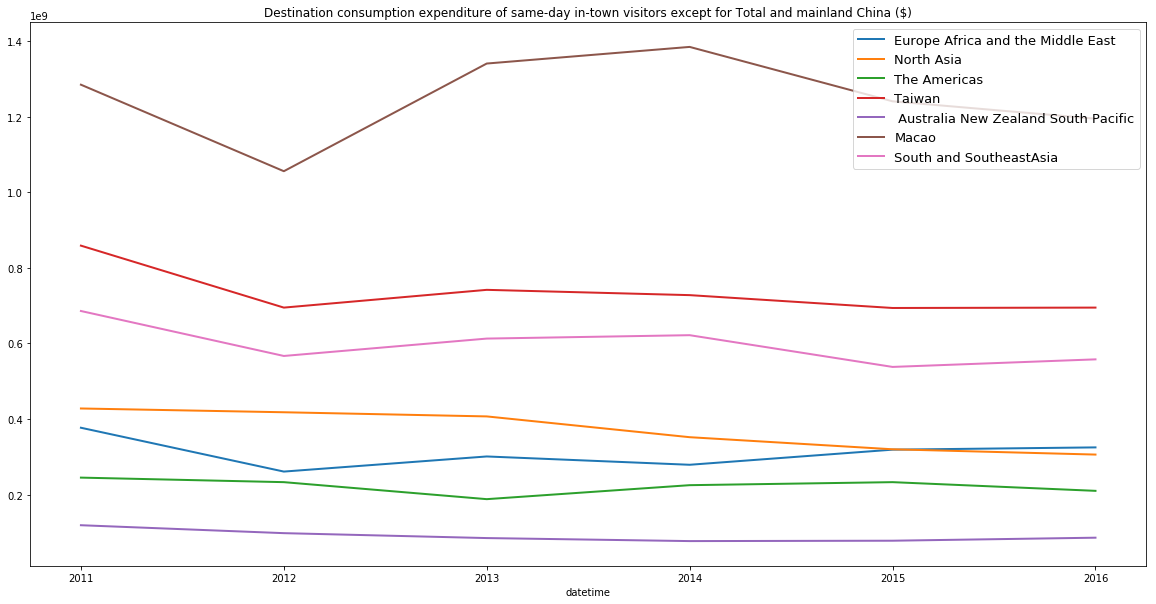 Destination consumption expenditure of same-day in-town visitors except for Total and mainland China ($)
1e9
1.4
1.2
1.0
0.8
0.6
0.4
0.2
Europe Africa and the Middle East
North Asia
The Americas
Taiwan
Australia New Zealand South Pacific
Macao
South and SoutheastAsia
2011 2012 2013 2014 2015 2016
datetime